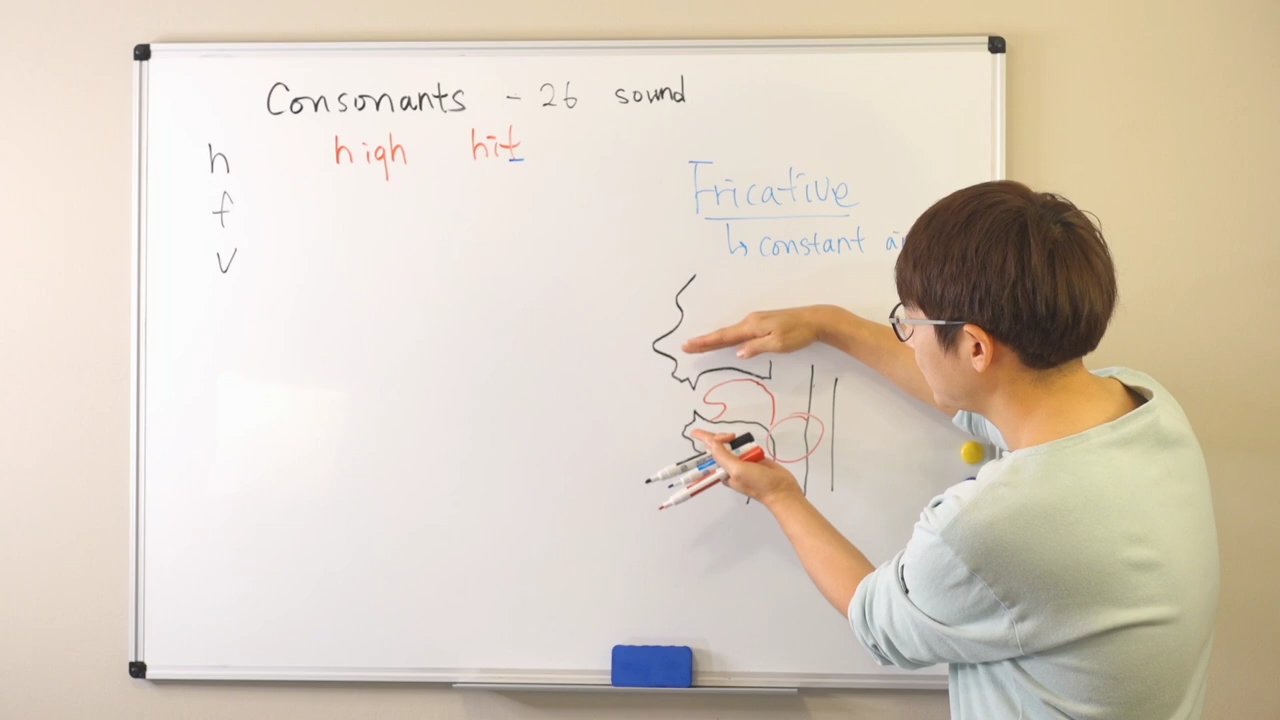 Consonants - 26 sound
h high hit
f
v
Fricative
↳ constant